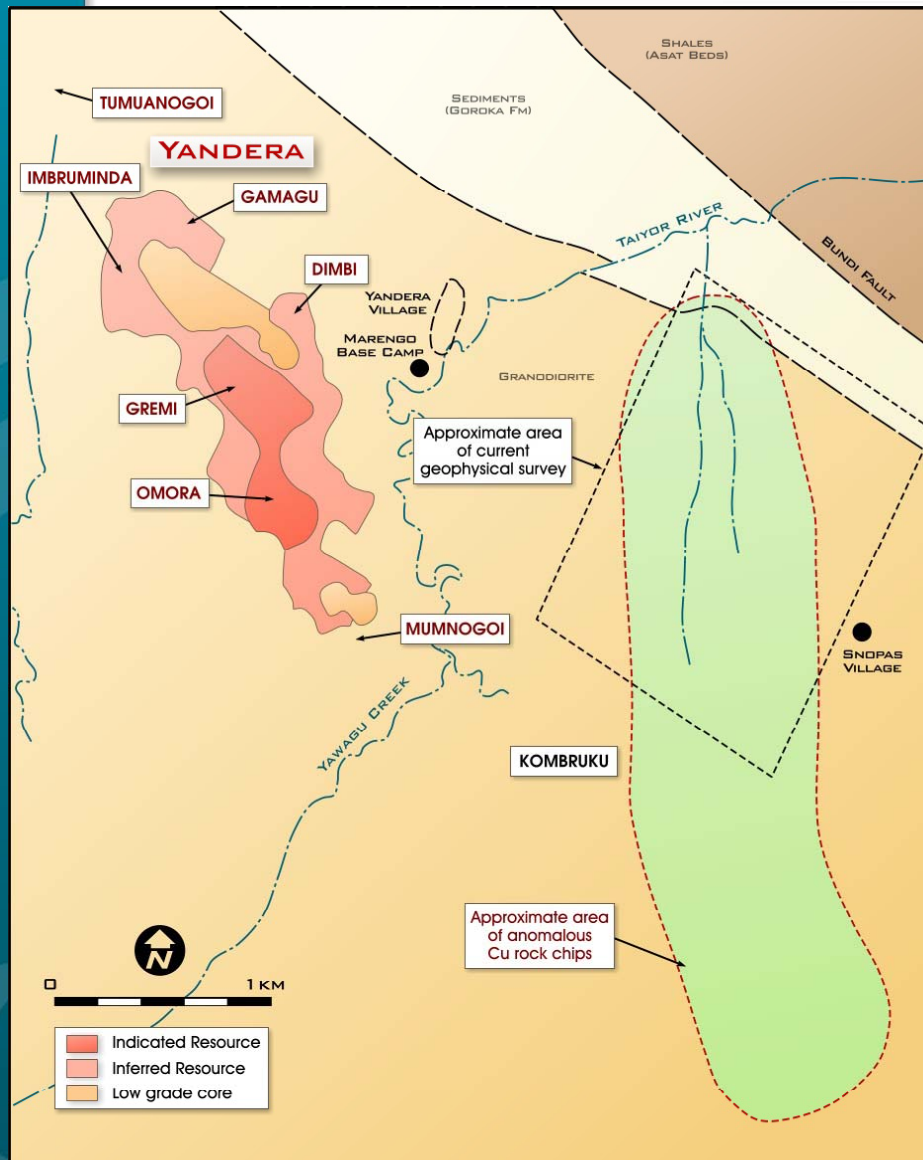 SHALES
(ASAT BEDS)
SEDIMENTS
(GOROKA FM)
TUMUANOGOI
YANDERA
IMBRUMINDA
GAMAGU
TAIYOR RIVER
BUNDI FAULT
DIMBI
YANDERA
VILLAGE
MARENGO
BASE CAMP
GRANODIORITE
GREMI
Approximate area
of current
geophysical survey
OMORA
MUMNOGOI
SNOPAS
VILLAGE
YAWAGU CREEK
KOMBRUKU
Approximate area
of anomalous
Cu rock chips
N
0 1 KM
Indicated Resource
Inferred Resource
Low grade core